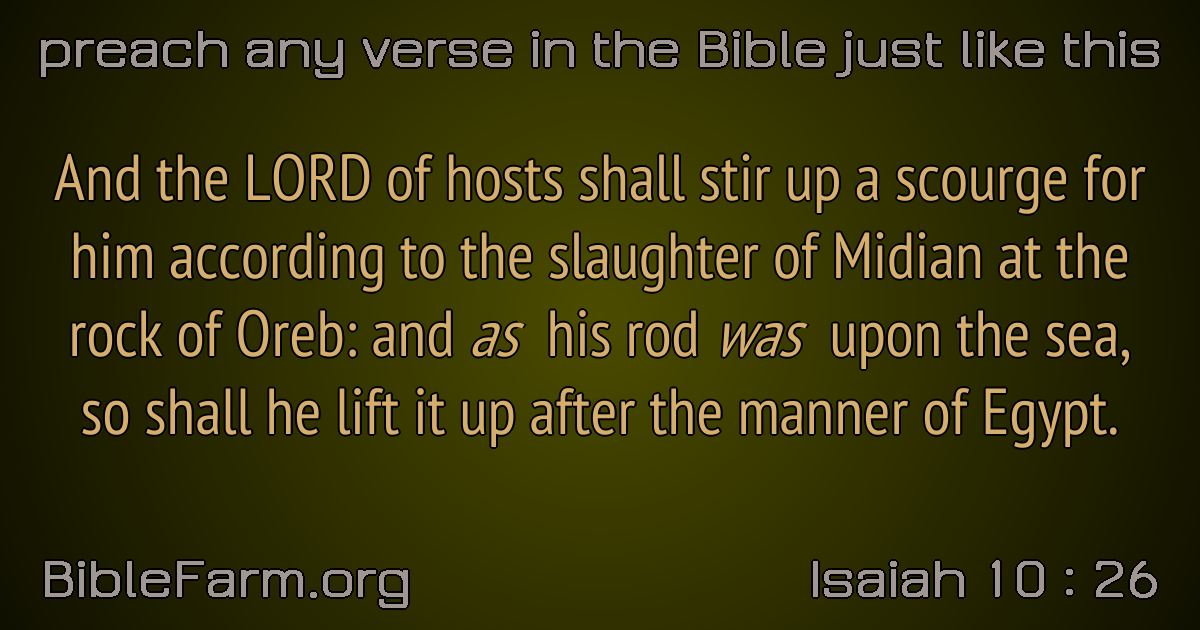 preach any verse in the Bible just like this
And the LORD of hosts shall stir up a scourge for
him according to the slaughter of Midian at the
rock of Oreb: and as his rod was upon the sea,
so shall he lift it up after the manner of Egypt.
BibleFarm.org
Isaiah 10 : 26